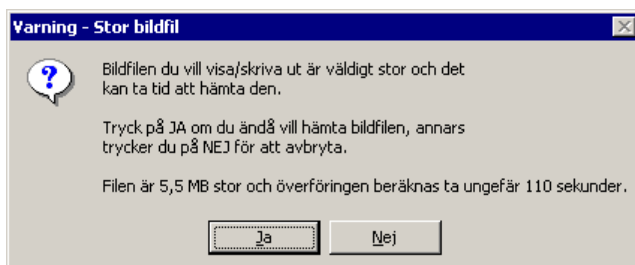 Varning - Stor bildfil
Bildfilen du vill visa/skriva ut är väldigt stor och det
kan ta tid att hämta den.
Tryck på JA om du ändå vill hämta bildfilen, annars
trycker du på NEJ för att avbryta.
Filen är 5,5 MB stor och överföringen beräknas ta ungefär 110 sekunder.
Ja
Nej